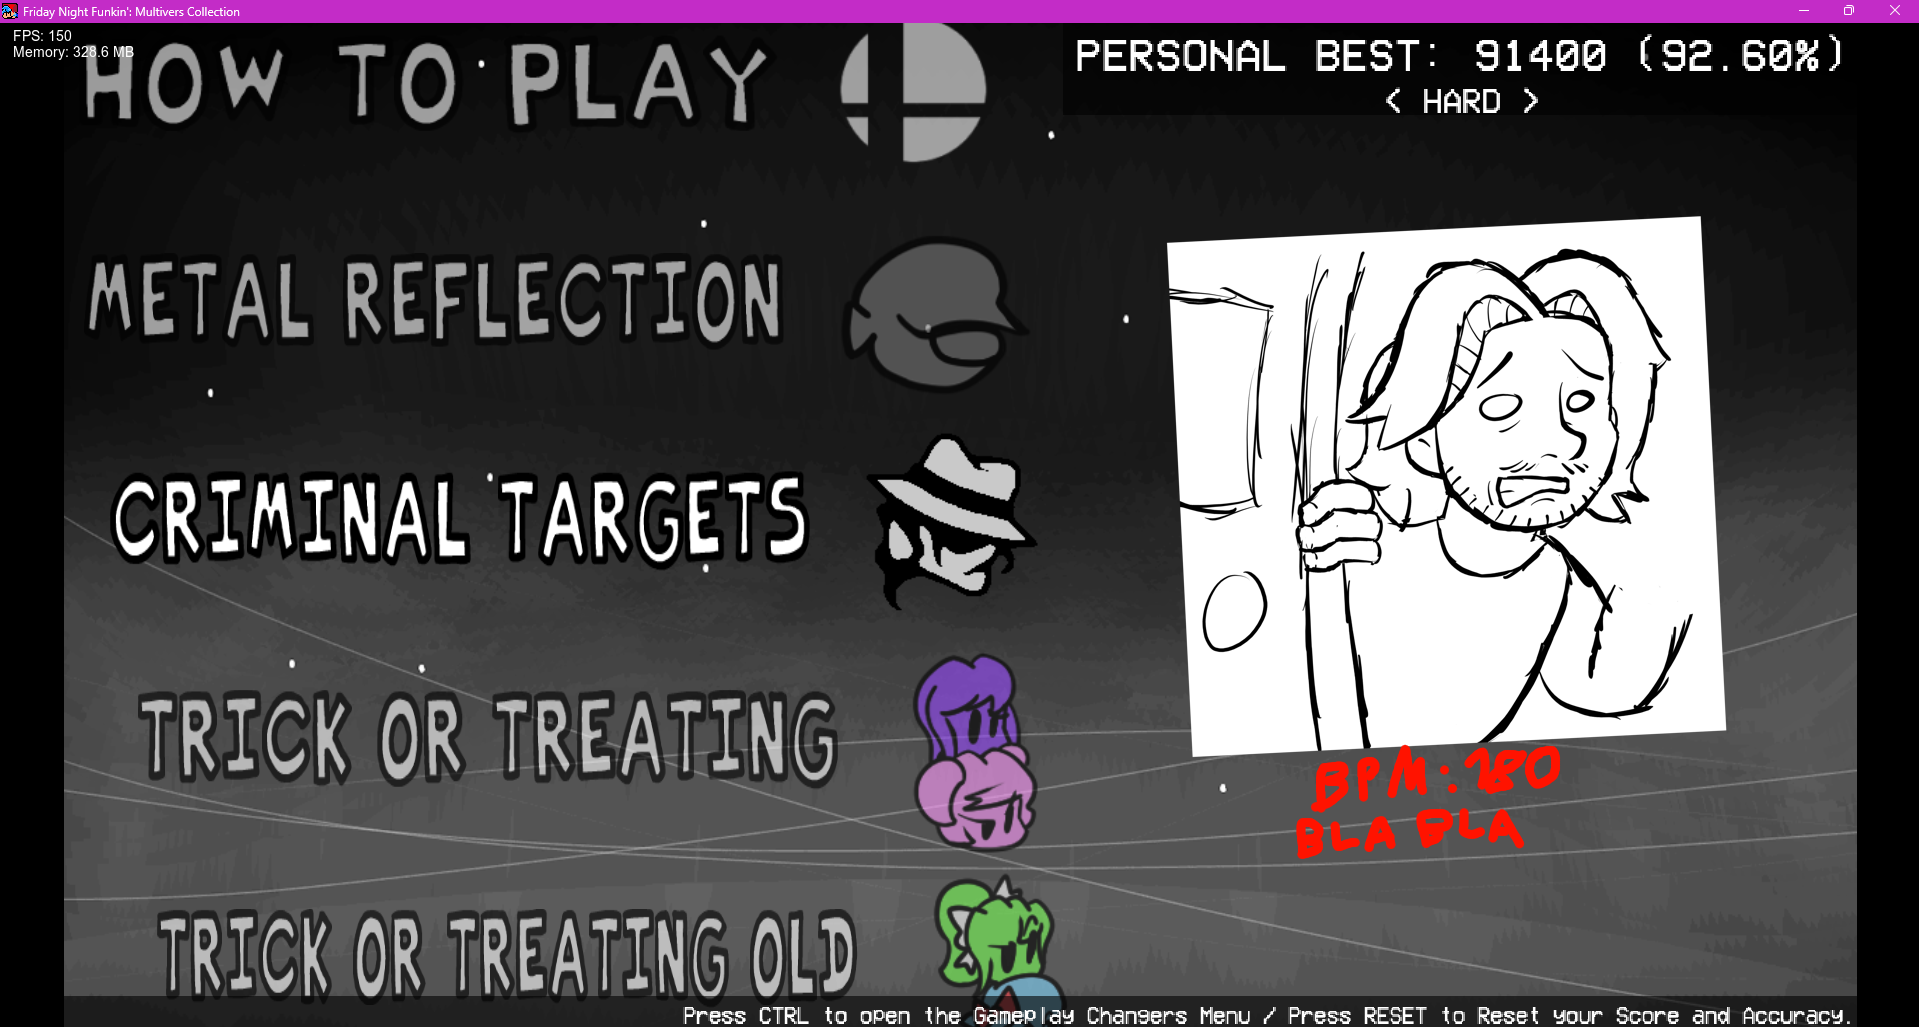 Friday Night Funkin': Multivers Collection
FPS: 150
Memory: 328.6 MB
PERSONAL BEST: 91400 (92.60%)
< HARD >
HOW TO PLAY
METAL REFLECTION
CRIMINAL TARGETS
TRICK OR TREATING
TRICK OR TREATING OLD
BPM: 180
BLA BLA
Press CTRL to open the Gameplay Changers Menu / Press RESET to Reset your Score and Accuracy.